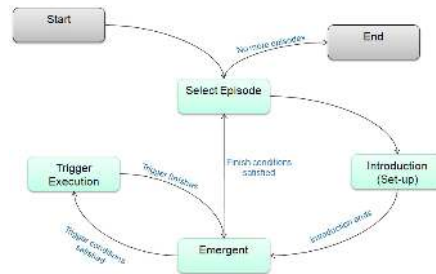 Start
No more episodes
End
Select Episode
Trigger
Execution
Trigger finishes
Finish conditions
satisfied
Introduction
(Set-up)
Introduction ends
Trigger conditions
satisfied
Emergent